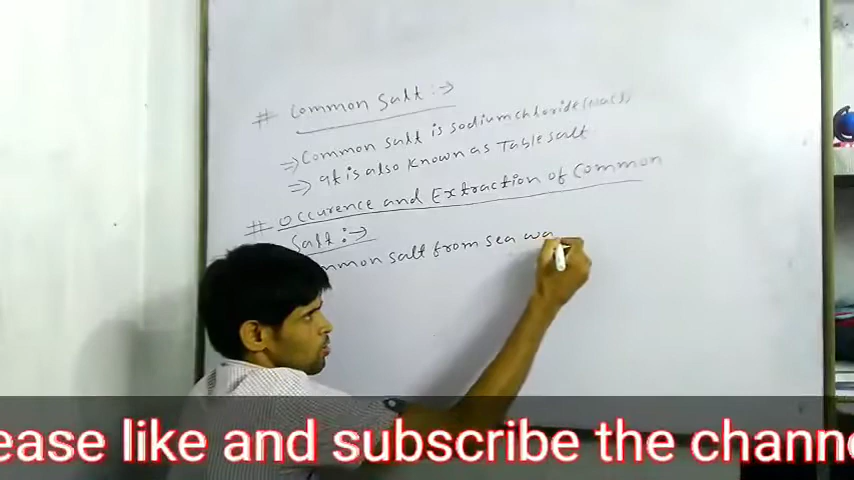 # Common Salt :→
⇒ Common salt is sodium chloride (Nacl)
⇒ It is also Known as Table salt
# Occurence and Extraction of Common
Salt :→
mmon salt from sea wa
ease like and subscribe the chann